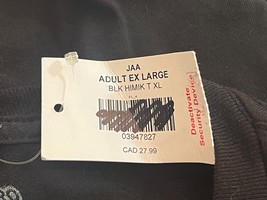 JAA
ADULT EX LARGE
BLK HIMIK T XL
03947827
CAD 27.99
Deactivate
Security Device